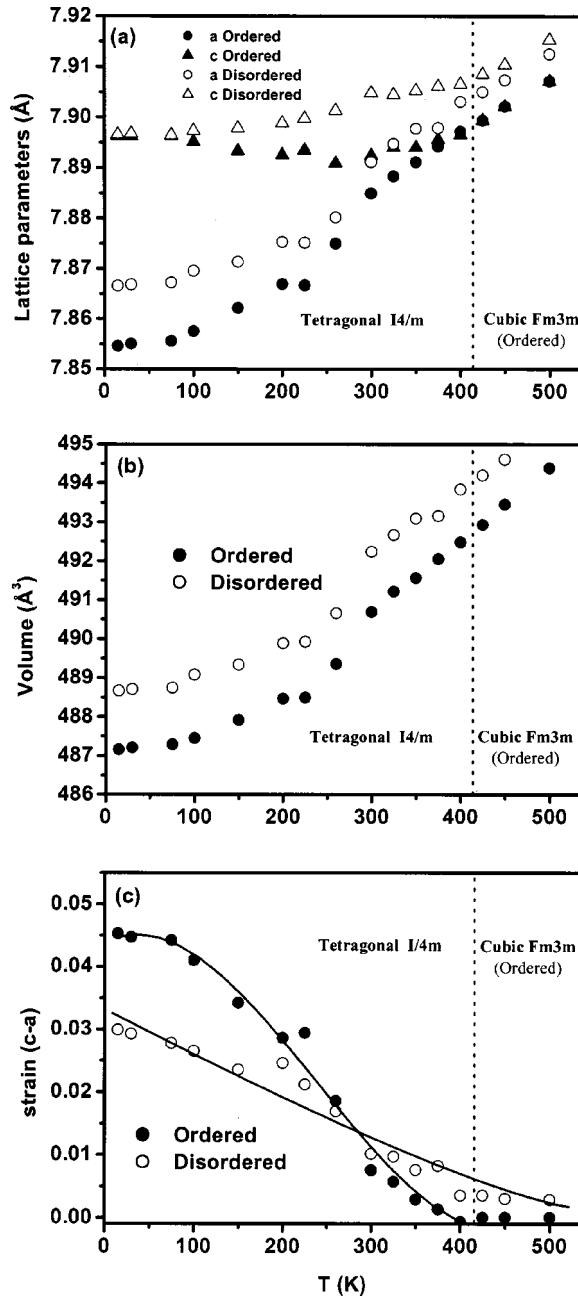 7.92
(a)
a Ordered
c Ordered
a Disordered
c Disordered
7.91
7.90
7.89
7.88
7.87
7.86
7.85
Lattice parameters (Å)
Tetragonal I4/m
Cubic Fm3m
(Ordered)
0 100 200 300 400 500
495
(b)
494
493
492
491
490
489
488
487
486
Volume (Å³)
Ordered
Disordered
Tetragonal I4/m
Cubic Fm3m
(Ordered)
0 100 200 300 400 500
(c)
0.05
0.04
0.03
0.02
0.01
0.00
strain (c-a)
Tetragonal I/4m
Cubic Fm3m
(Ordered)
Ordered
Disordered
0 100 200 300 400 500
T (K)